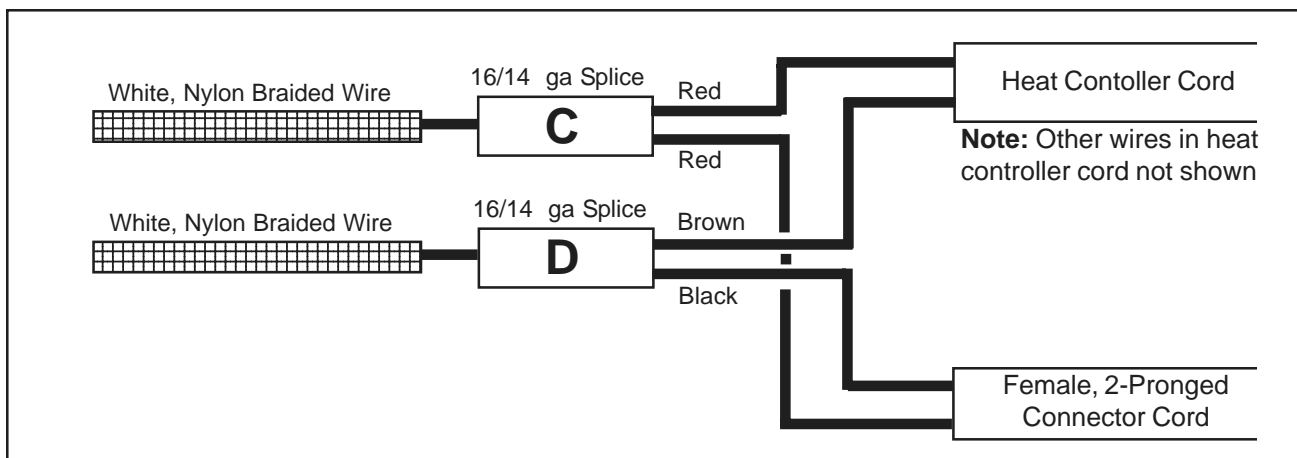 16/14 ga Splice
White, Nylon Braided Wire
C
Red
Red
Heat Contoller Cord
Note: Other wires in heat
controller cord not shown
16/14 ga Splice
White, Nylon Braided Wire
D
Brown
Black
Female, 2-Pronged
Connector Cord